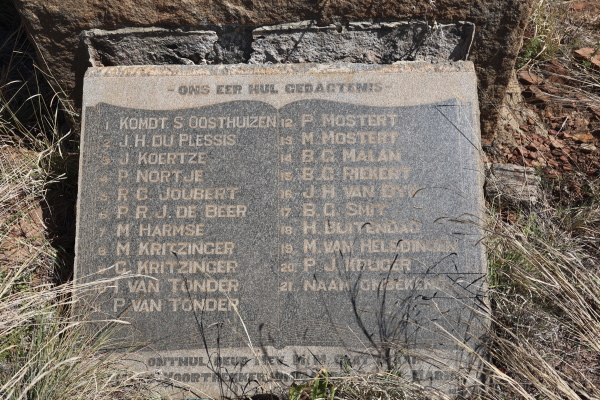 - ONS EER HUL GEDAGTENIS -
1 KOMDT. S. OOSTHUIZEN
2 J. H. DU PLESSIS
3 J. KOERTZE
4 P. NORTJE
5 R. C. JOUBERT
6 P. R. J. DE BEER
7 M. HARMSE
8 M. KRITZINGER
KRITZINGER
VAN TONDER
P. VAN TONDER
12 P. MOSTERT
13 M. MOSTERT
14 B. G. MALAN
15 B. G. RIEKERT
16 J. H. VAN DYK
17 B. G. SMIT
18 H. BUITENDAG
19 M. VAN HELSDINGEN
20 P. J. KRUGER
21 NAAM ONBEKEND
ONTHUL DEUR
VOORTREKKER